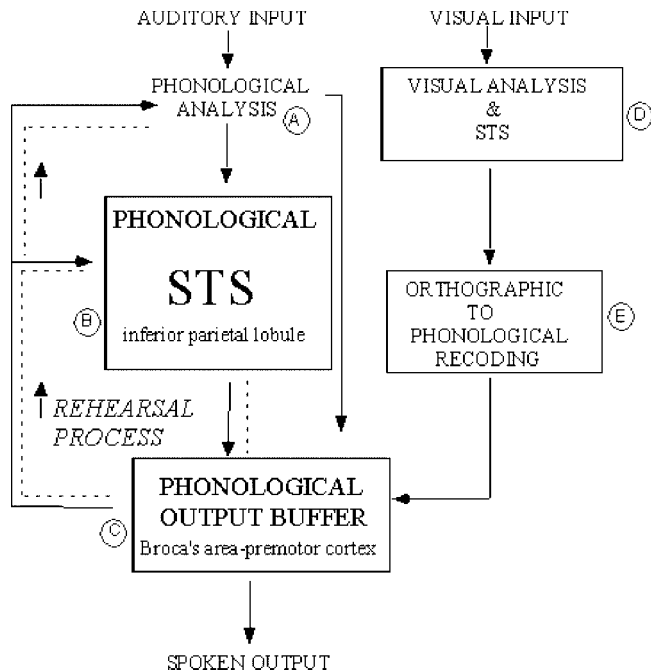 AUDITORY INPUT
VISUAL INPUT
PHONOLOGICAL
ANALYSIS
A
VISUAL ANALYSIS
&
STS
D
PHONOLOGICAL
STS
inferior parietal lobule
B
ORTHOGRAPHIC
TO
PHONOLOGICAL
RECODING
E
REHEARSAL
PROCESS
PHONOLOGICAL
OUTPUT BUFFER
Broca's area-premotor cortex
C
SPOKEN OUTPUT